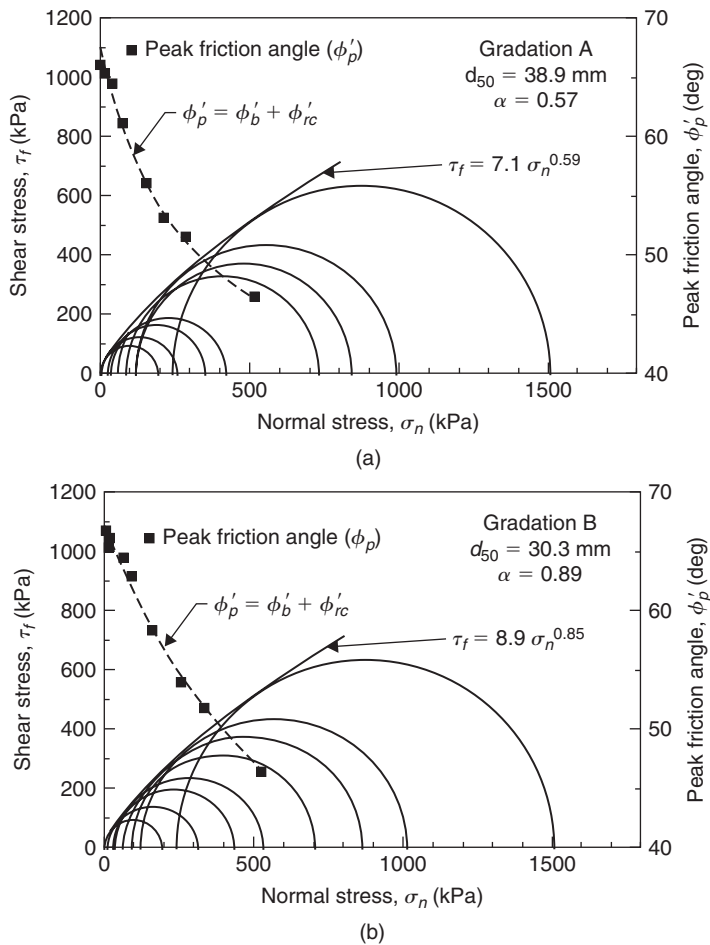 1200
1000
800
600
400
200
0
Shear stress, τf (kPa)
70
60
50
40
Peak friction angle, ϕ′p (deg)
Peak friction angle (ϕ′p)
Gradation A
d50 = 38.9 mm
α = 0.57
ϕ′p = ϕ′b + ϕ′rc
τf = 7.1 σn^0.59
0 500 1000 1500
Normal stress, σn (kPa)
(a)
1200
1000
800
600
400
200
0
Shear stress, τf (kPa)
70
60
50
40
Peak friction angle, ϕ′p (deg)
Peak friction angle (ϕp)
Gradation B
d50 = 30.3 mm
α = 0.89
ϕ′p = ϕ′b + ϕ′rc
τf = 8.9 σn^0.85
0 500 1000 1500
Normal stress, σn (kPa)
(b)